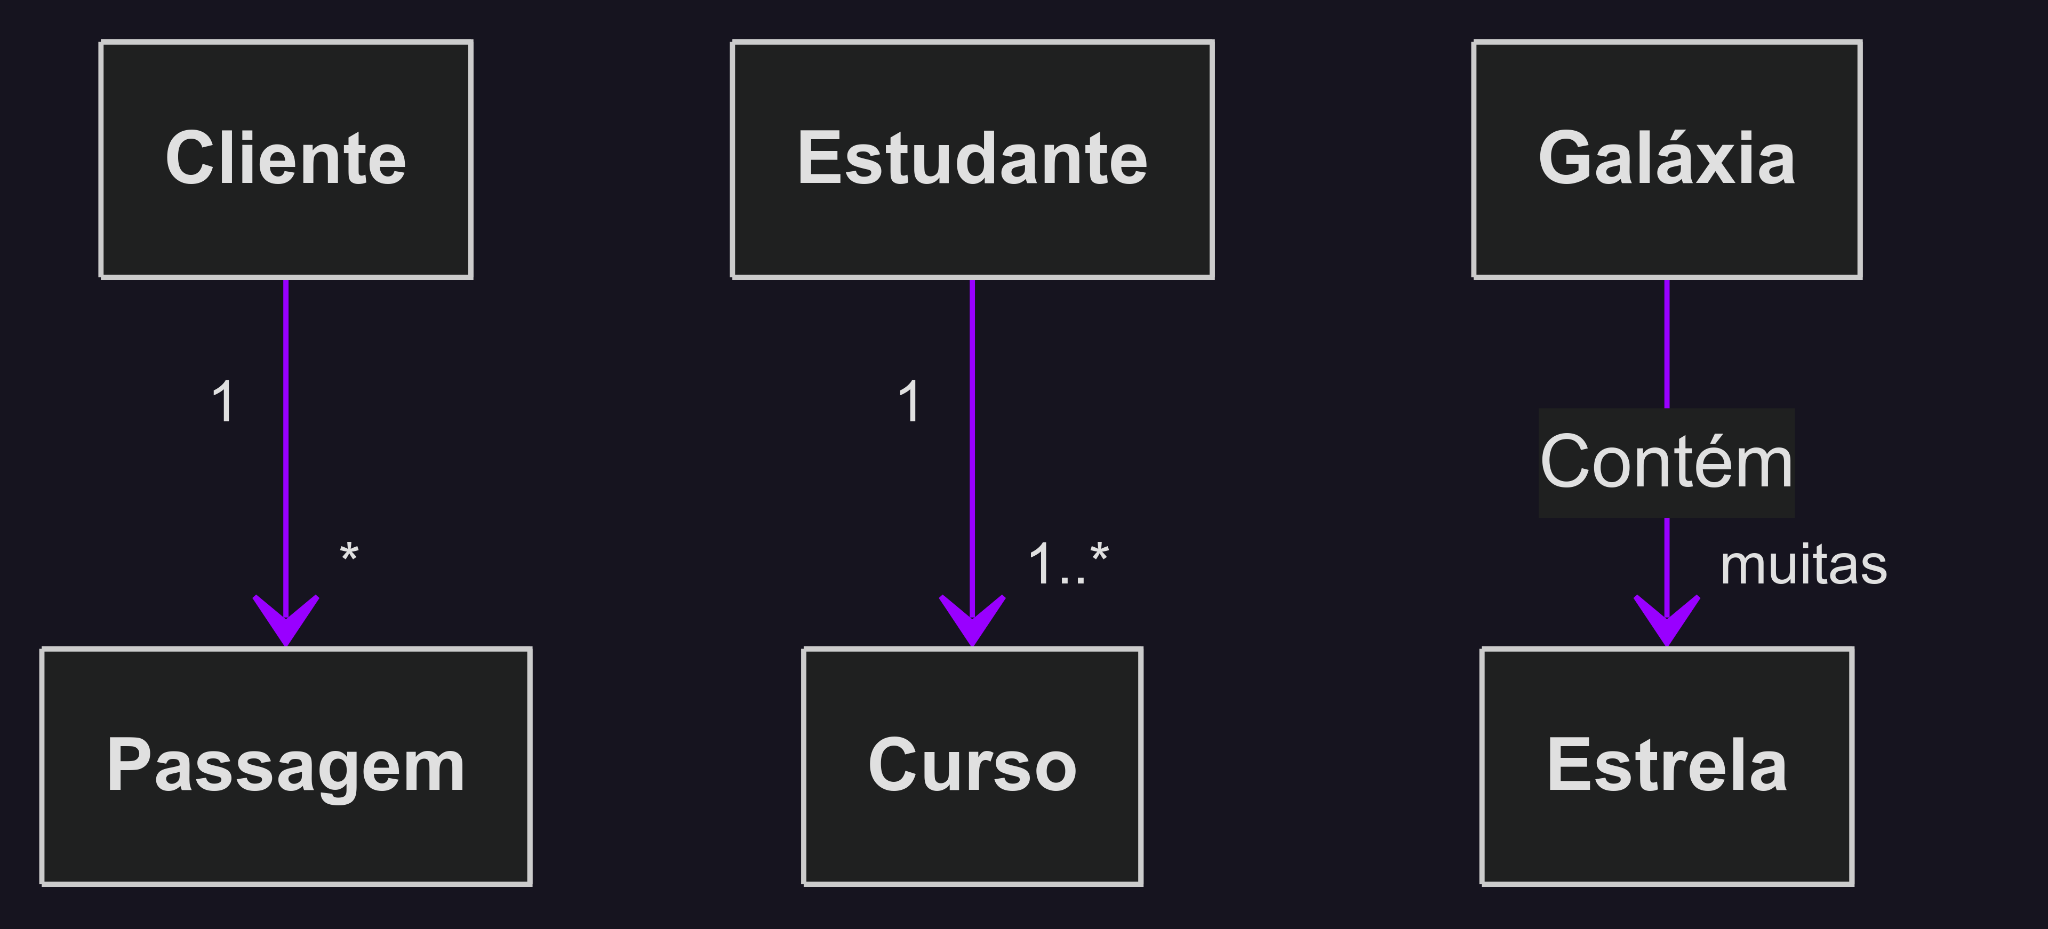 Cliente
Estudante
Galáxia
1
1
Contém
*
1..*
muitas
Passagem
Curso
Estrela